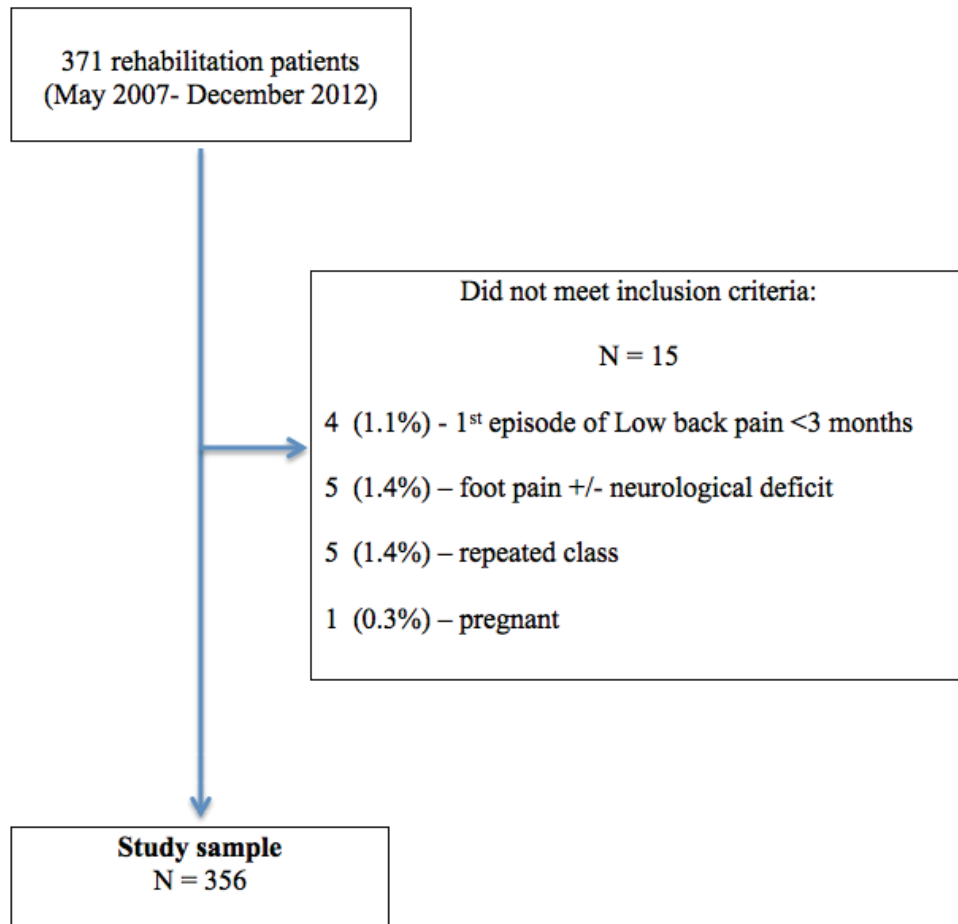 371 rehabilitation patients
(May 2007- December 2012)
Did not meet inclusion criteria:
N = 15
4 (1.1%) - 1st episode of Low back pain <3 months
5 (1.4%) – foot pain +/- neurological deficit
5 (1.4%) – repeated class
1 (0.3%) – pregnant
Study sample
N = 356